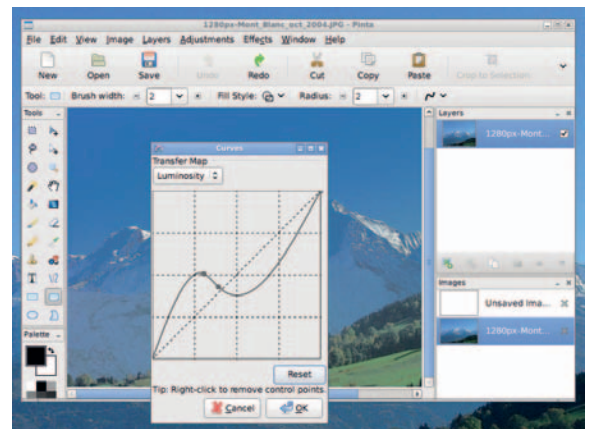 1280px-Mont_Blanc_oct_2004.JPG - Pinta
File Edit View Image Layers Adjustments Effects Window Help
New Open Save Undo Redo Cut Copy Paste Crop to Selection
Tool: Brush width: 2 Fill Style: Radius: 2
Tools
Layers
1280px-Mont...
Curves
Transfer Map
Luminosity
Images
Unsaved Ima...
1280px-Mont...
Palette
Reset
Tip: Right-click to remove control points.
Cancel OK